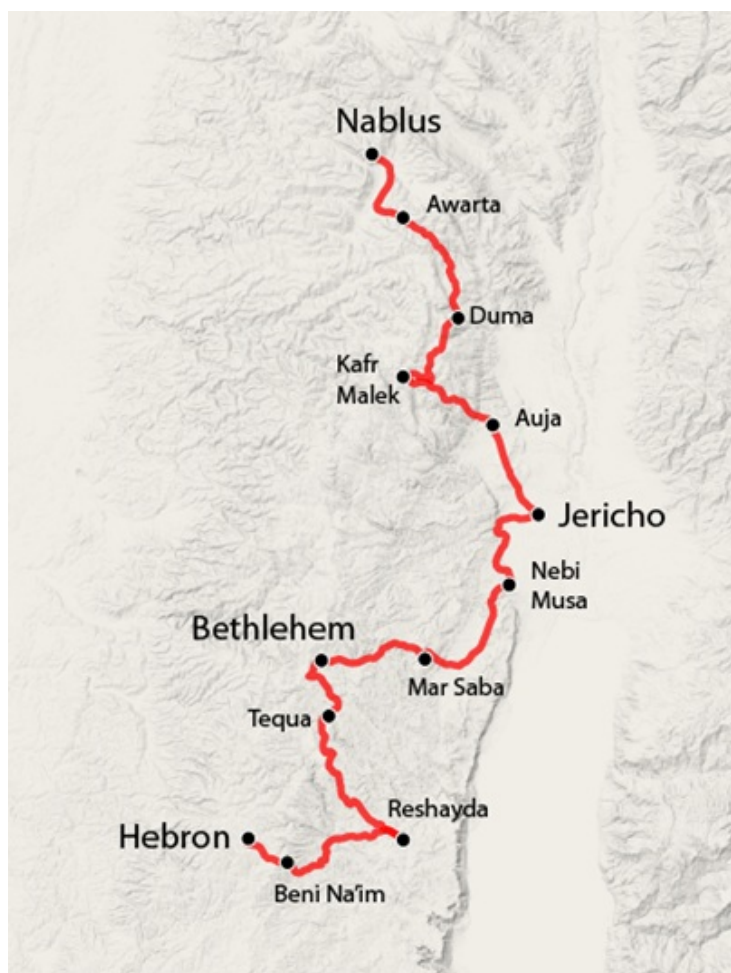 Nablus
Awarta
Duma
Kafr
Malek
Auja
Jericho
Nebi
Musa
Bethlehem
Mar Saba
Tequa
Reshayda
Hebron
Beni Na'im